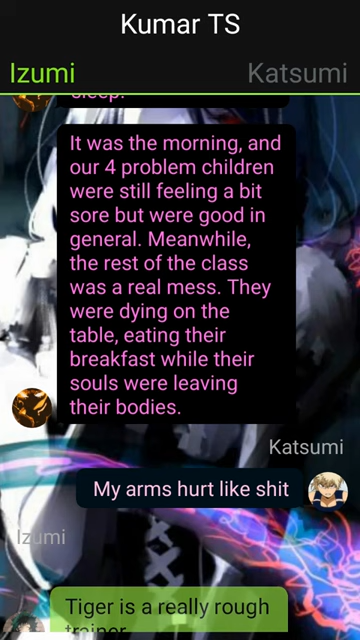 Kumar TS
Izumi Katsumi
sleep.
It was the morning, and
our 4 problem children
were still feeling a bit
sore but were good in
general. Meanwhile,
the rest of the class
was a real mess. They
were dying on the
table, eating their
breakfast while their
souls were leaving
their bodies.
Katsumi
My arms hurt like shit
Izumi
Tiger is a really rough
trainer